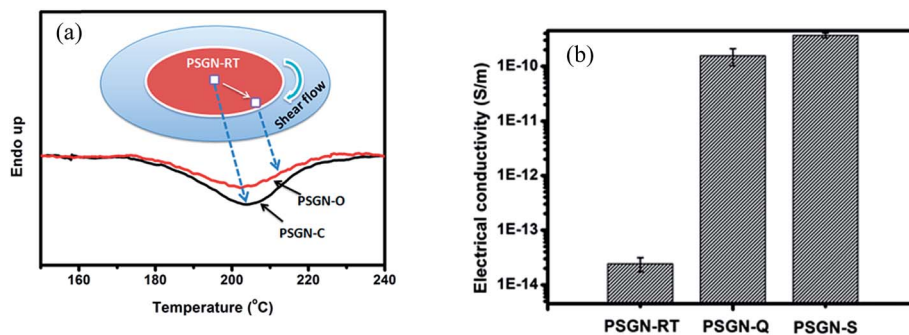 (a)
PSGN-RT
Shear flow
Endo up
PSGN-O
PSGN-C
160 180 200 220 240
Temperature (°C)
(b)
Electrical conductivity (S/m)
1E-10
1E-11
1E-12
1E-13
1E-14
PSGN-RT PSGN-Q PSGN-S